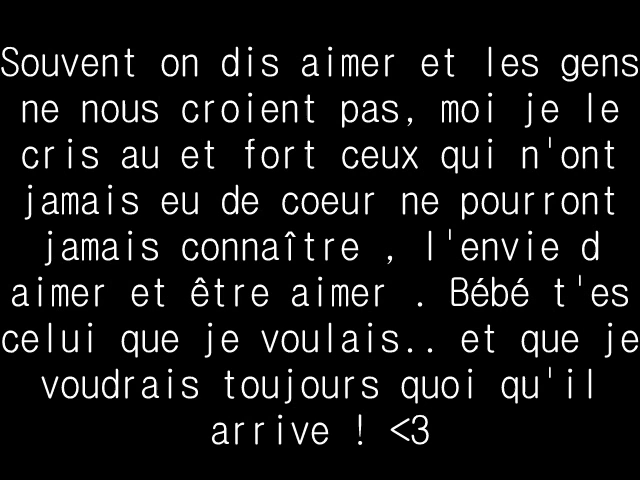 Souvent on dis aimer et les gens
ne nous croient pas, moi je le
cris au et fort ceux qui n'ont
jamais eu de coeur ne pourront
jamais connaître , l'envie d
aimer et être aimer . Bébé t'es
celui que je voulais.. et que je
voudrais toujours quoi qu'il
arrive ! <3